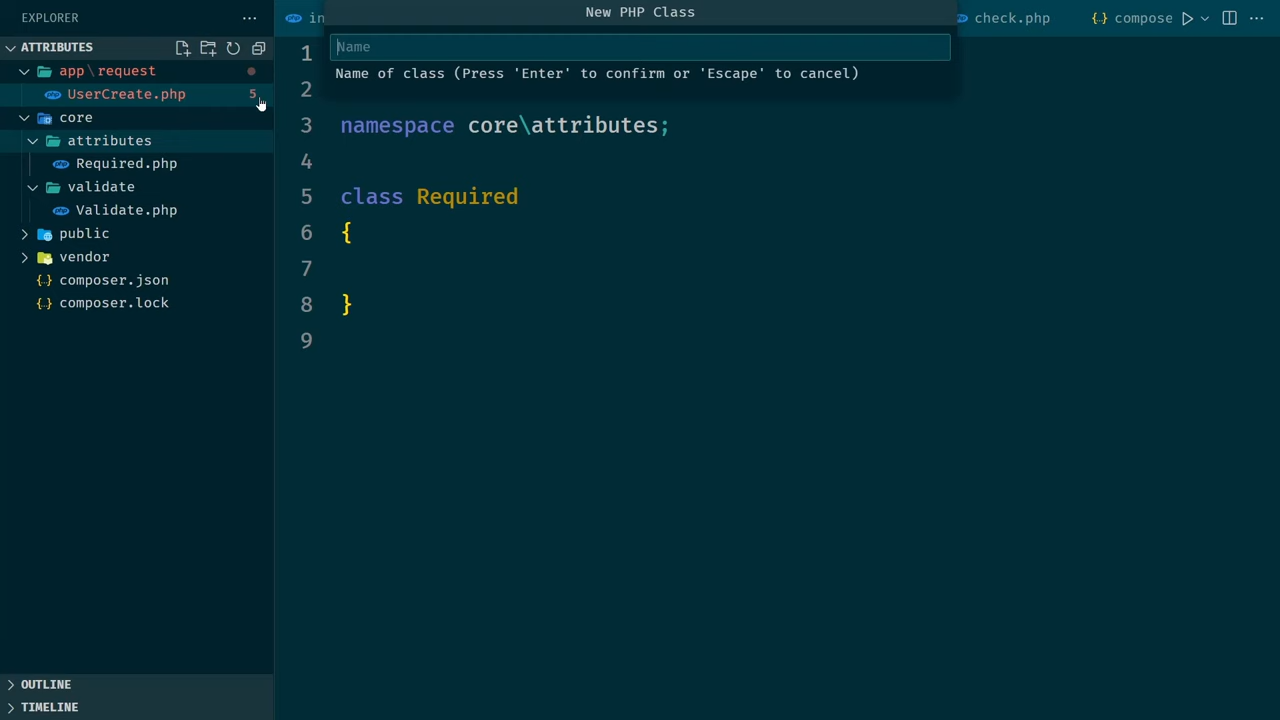 EXPLORER
ATTRIBUTES
app\request
UserCreate.php 5
core
attributes
Required.php
validate
Validate.php
public
vendor
{..} composer.json
{..} composer.lock
OUTLINE
TIMELINE
php in
check.php
{..} compose
New PHP Class
Name
Name of class (Press 'Enter' to confirm or 'Escape' to cancel)
1
2
3 namespace core\attributes;
4
5 class Required
6 {
7
8 }
9